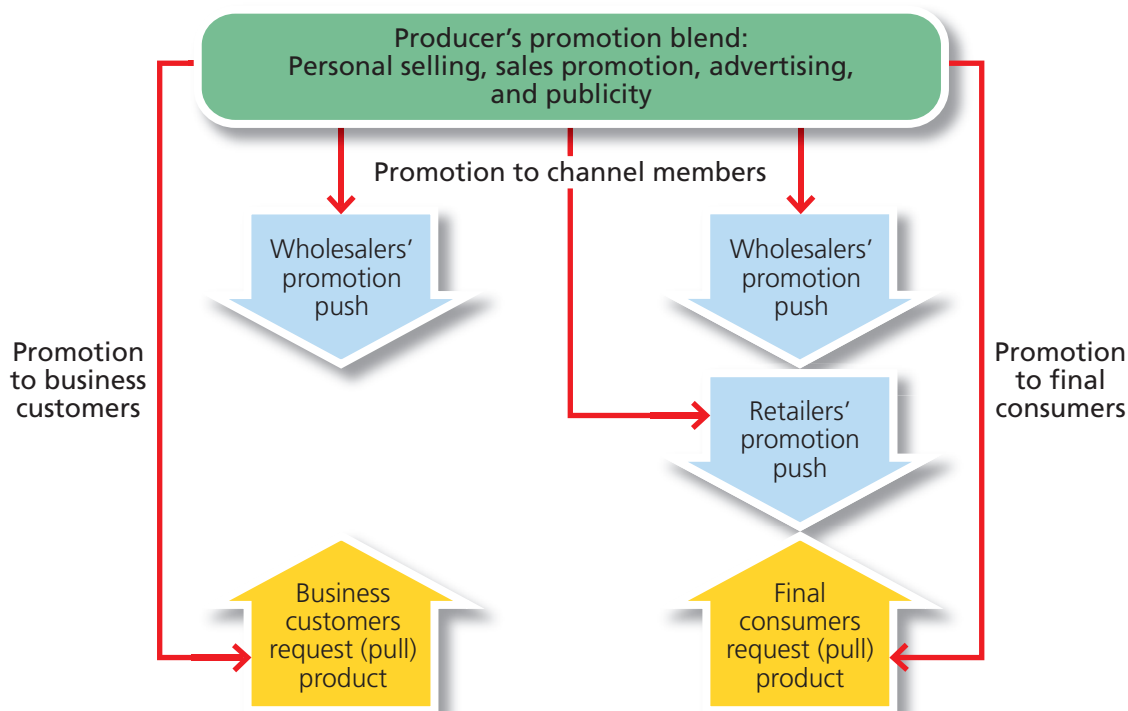 Producer’s promotion blend:
Personal selling, sales promotion, advertising,
and publicity
Promotion to channel members
Wholesalers’
promotion
push
Wholesalers’
promotion
push
Promotion
to business
customers
Promotion
to final
consumers
Retailers’
promotion
push
Business
customers
request (pull)
product
Final
consumers
request (pull)
product